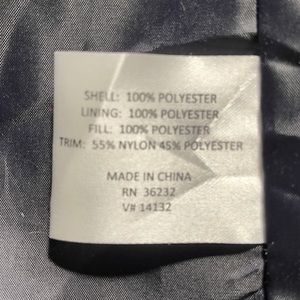 SHELL: 100% POLYESTER
LINING: 100% POLYESTER
FILL: 100% POLYESTER
TRIM: 55% NYLON 45% POLYESTER
MADE IN CHINA
RN 36232
V# 14132